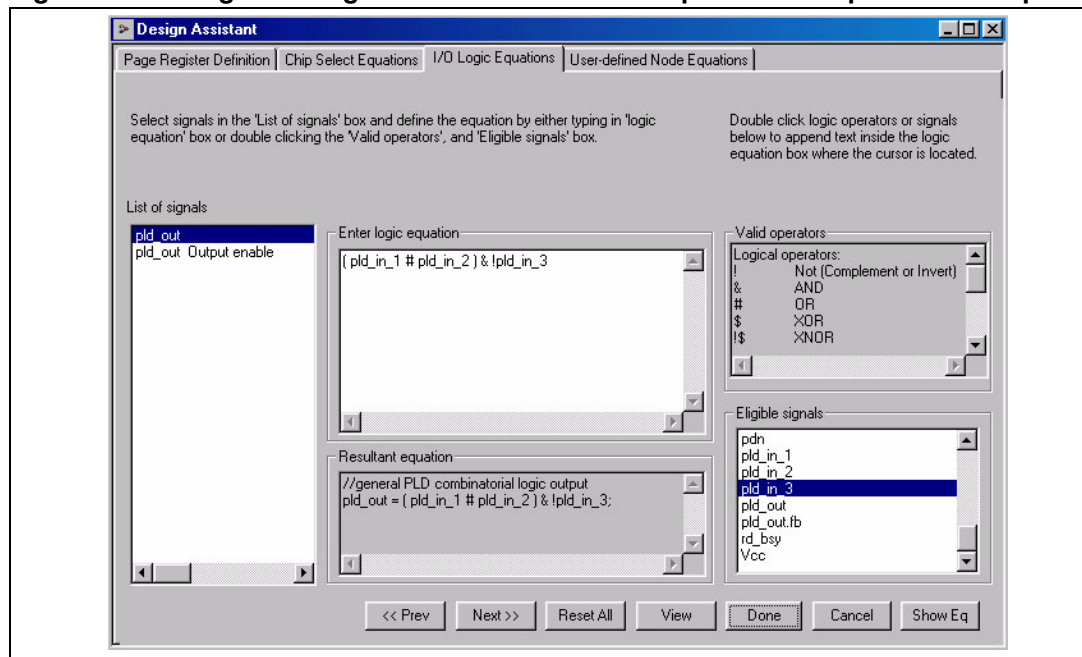 Design Assistant
Page Register Definition Chip Select Equations I/O Logic Equations User-defined Node Equations
Select signals in the 'List of signals' box and define the equation by either typing in 'logic
equation' box or double clicking the 'Valid operators', and 'Eligible signals' box.
Double click logic operators or signals
below to append text inside the logic
equation box where the cursor is located.
List of signals
pld_out
pld_out Output enable
Enter logic equation
( pld_in_1 # pld_in_2 ) & !pld_in_3
Resultant equation
//general PLD combinatorial logic output
pld_out = ( pld_in_1 # pld_in_2 ) & !pld_in_3;
Valid operators
Logical operators:
! Not (Complement or Invert)
& AND
# OR
$ XOR
!$ XNOR
Eligible signals
pdn
pld_in_1
pld_in_2
pld_in_3
pld_out
pld_out.fb
rd_bsy
Vcc
<< Prev Next >> Reset All View Done Cancel Show Eq